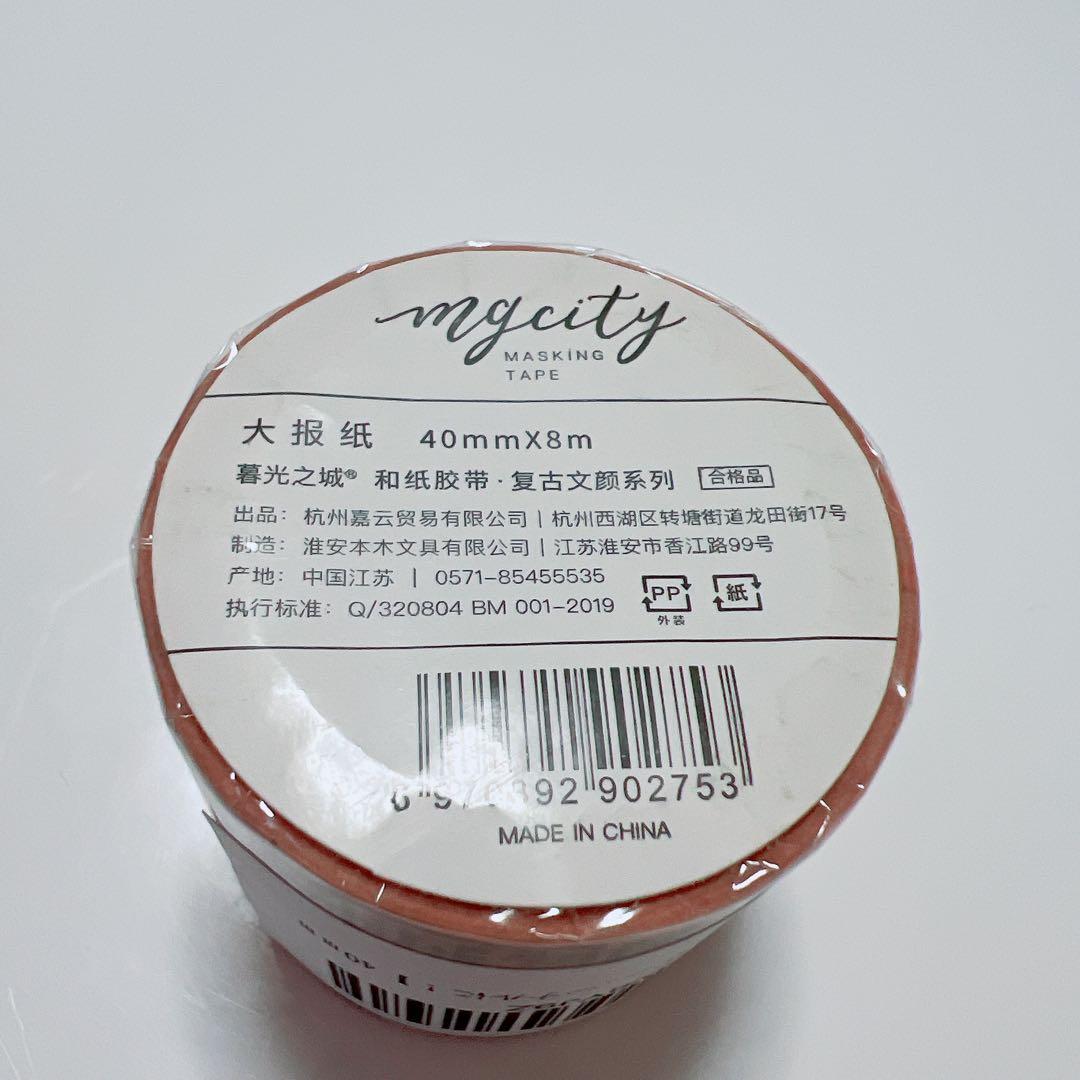 mgcity
MASKING
TAPE
大报纸 40mmX8m
暮光之城® 和纸胶带·复古文颜系列 合格品
出品：杭州嘉云贸易有限公司 | 杭州西湖区转塘街道龙田街17号
制造：淮安本木文具有限公司 | 江苏淮安市香江路99号
产地：中国江苏 | 0571-85455535
执行标准：Q/320804 BM 001-2019
PP 紙
外装
902753
MADE IN CHINA
40mm